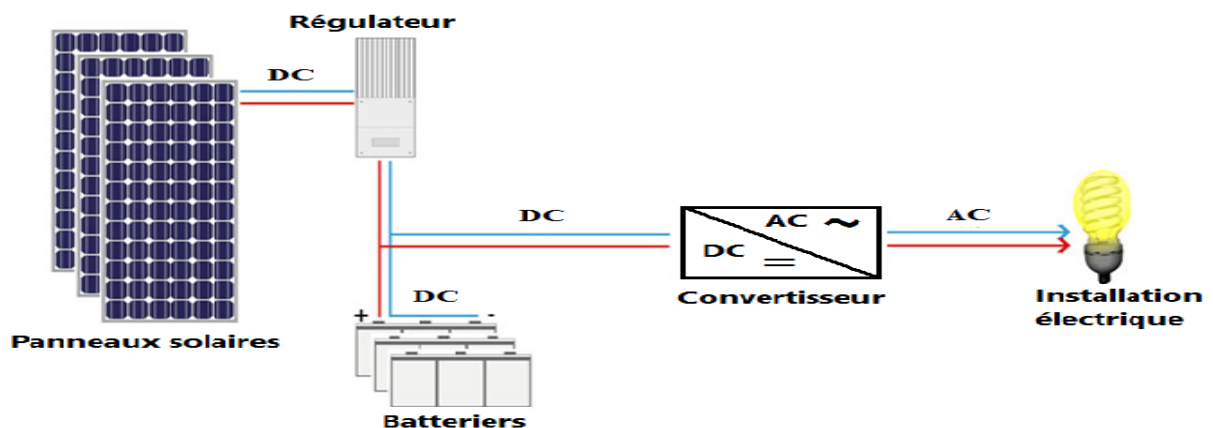 Régulateur
DC
DC
AC
AC ~
DC =
DC
Convertisseur
Installation
électrique
+
-
Panneaux solaires
Batteriers